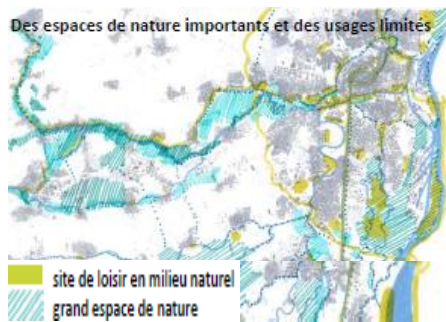 Des espaces de nature importants et des usages limités
site de loisir en milieu naturel
grand espace de nature